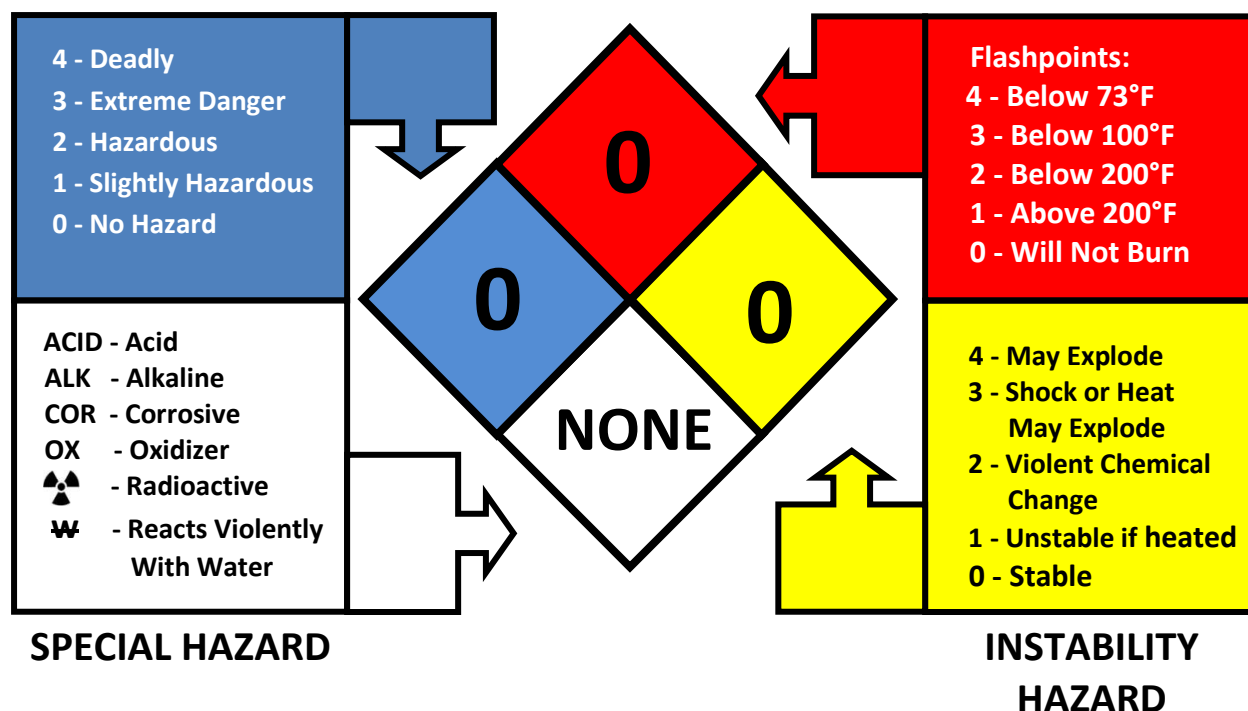 4 - Deadly
3 - Extreme Danger
2 - Hazardous
1 - Slightly Hazardous
0 - No Hazard
0
0
0
NONE
Flashpoints:
4 - Below 73°F
3 - Below 100°F
2 - Below 200°F
1 - Above 200°F
0 - Will Not Burn
ACID - Acid
ALK - Alkaline
COR - Corrosive
OX - Oxidizer
- Radioactive
W - Reacts Violently
With Water
4 - May Explode
3 - Shock or Heat
May Explode
2 - Violent Chemical
Change
1 - Unstable if heated
0 - Stable
SPECIAL HAZARD
INSTABILITY
HAZARD